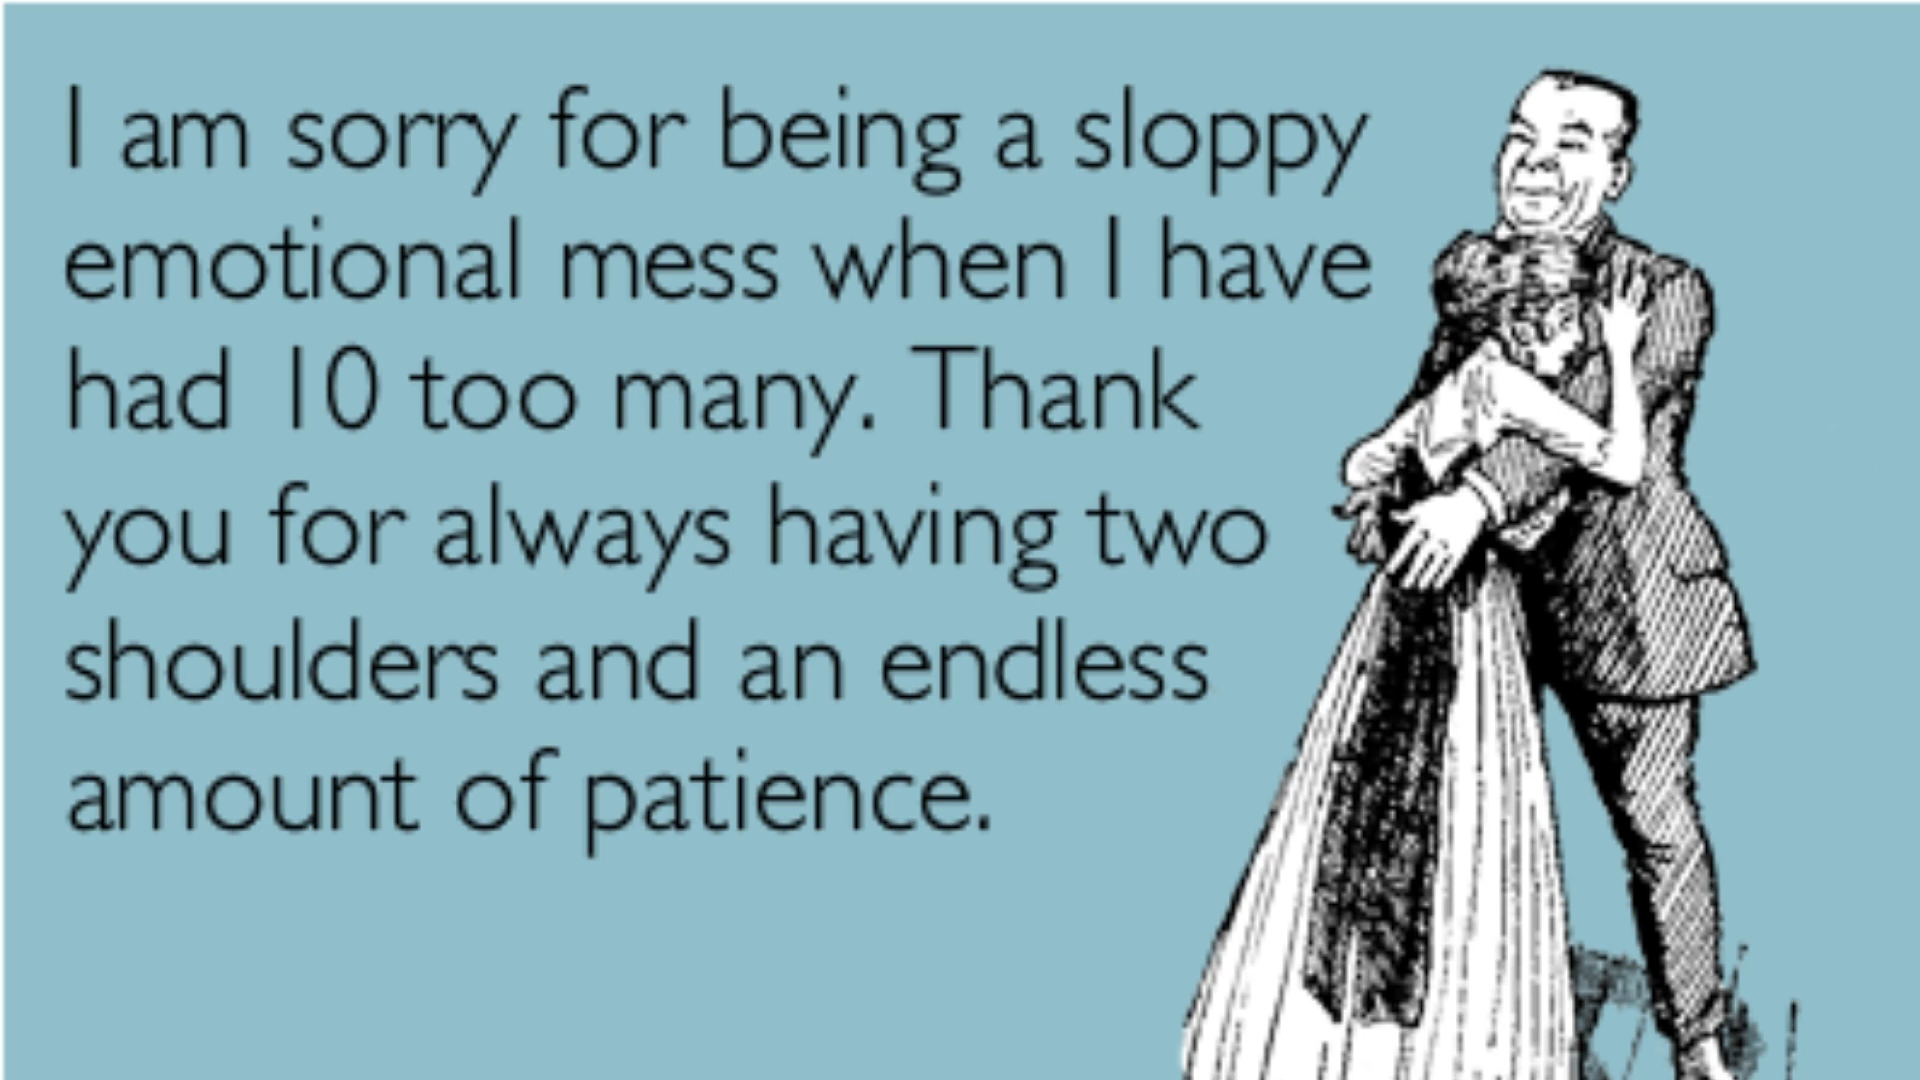 I am sorry for being a sloppy
emotional mess when I have
had 10 too many. Thank
you for always having two
shoulders and an endless
amount of patience.